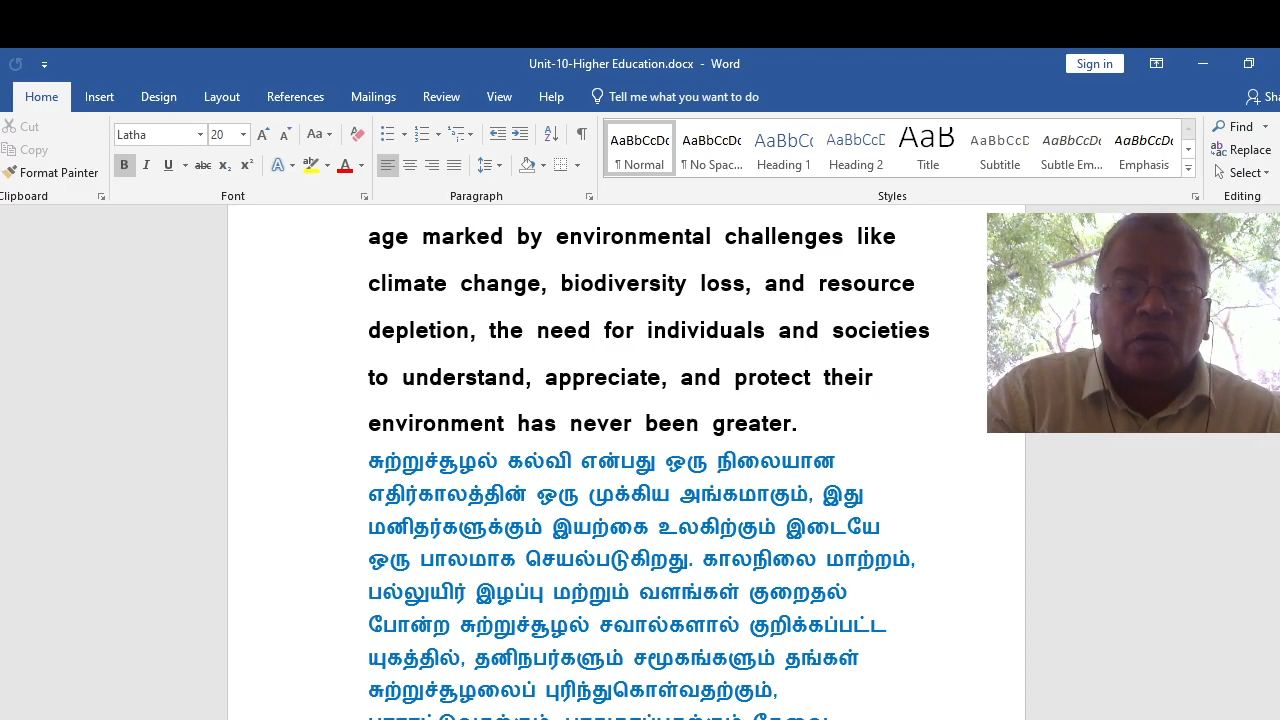 Unit-10-Higher Education.docx - Word
Sign in
Home Insert Design Layout References Mailings Review View Help Tell me what you want to do
Cut
Copy
Format Painter
Clipboard
Latha 20
Font
Paragraph
AaBbCcDc AaBbCcDc AaBbC AaBbCcD AaB AaBbCcD AaBbCcDc AaBbCcDc
¶ Normal ¶ No Spac... Heading 1 Heading 2 Title Subtitle Subtle Em... Emphasis
Styles
Find
Replace
Select
Editing
age marked by environmental challenges like
climate change, biodiversity loss, and resource
depletion, the need for individuals and societies
to understand, appreciate, and protect their
environment has never been greater.
சுற்றுச்சூழல் கல்வி என்பது ஒரு நிலையான
எதிர்காலத்தின் ஒரு முக்கிய அங்கமாகும், இது
மனிதர்களுக்கும் இயற்கை உலகிற்கும் இடையே
ஒரு பாலமாக செயல்படுகிறது. காலநிலை மாற்றம்,
பல்லுயிர் இழப்பு மற்றும் வளங்கள் குறைதல்
போன்ற சுற்றுச்சூழல் சவால்களால் குறிக்கப்பட்ட
யுகத்தில், தனிநபர்களும் சமூகங்களும் தங்கள்
சுற்றுச்சூழலைப் புரிந்துகொள்வதற்கும்,